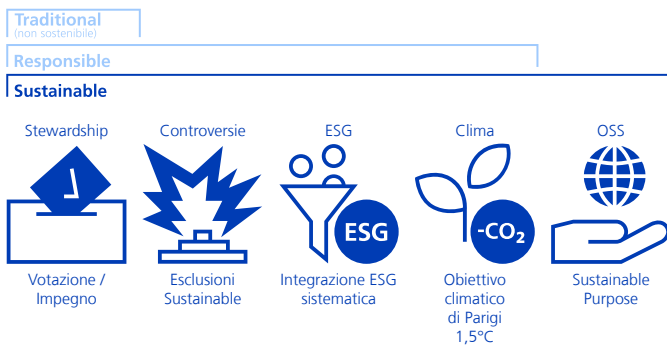 Traditional
(non sostenibile)
Responsible
Sustainable
Stewardship
Controversie
ESG
Clima
OSS
ESG
-CO₂
Votazione /
Impegno
Esclusioni
Sustainable
Integrazione ESG
sistematica
Obiettivo
climatico
di Parigi
1,5°C
Sustainable
Purpose